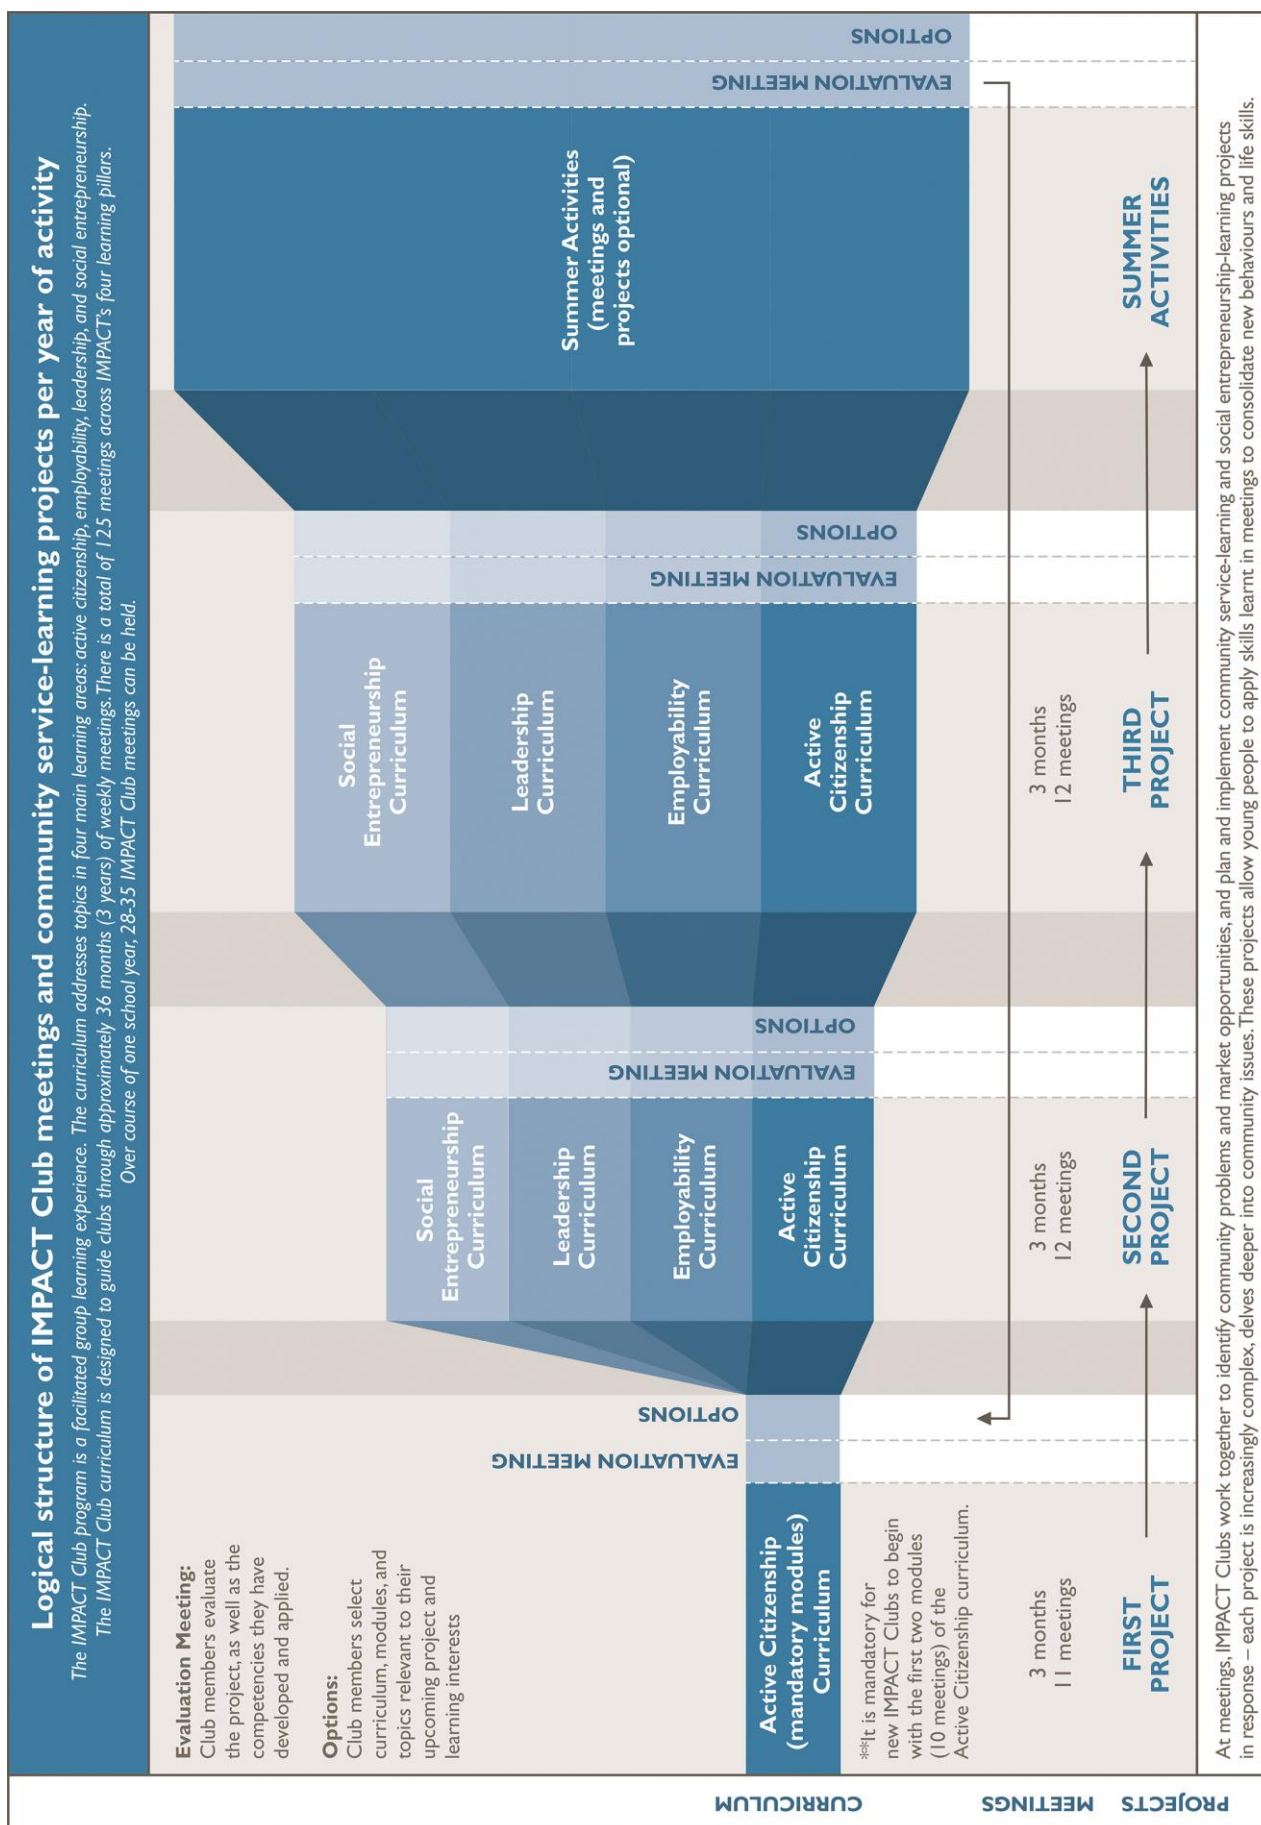 Logical structure of IMPACT Club meetings and community service-learning projects per year of activity
The IMPACT Club program is a facilitated group learning experience. The curriculum addresses topics in four main learning areas: active citizenship, employability, leadership, and social entrepreneurship.
The IMPACT Club curriculum is designed to guide clubs through approximately 36 months (3 years) of weekly meetings. There is a total of 125 meetings across IMPACT's four learning pillars.
Over course of one school year, 28-35 IMPACT Club meetings can be held.
Evaluation Meeting:
Club members evaluate
the project, as well as the
competencies they have
developed and applied.
Options:
Club members select
curriculum, modules, and
topics relevant to their
upcoming project and
learning interests
CURRICULUM
Active Citizenship
(mandatory modules)
Curriculum
EVALUATION MEETING
OPTIONS
**It is mandatory for
new IMPACT Clubs to begin
with the first two modules
(10 meetings) of the
Active Citizenship curriculum.
Social
Entrepreneurship
Curriculum
Leadership
Curriculum
Employability
Curriculum
Active
Citizenship
Curriculum
EVALUATION MEETING
OPTIONS
Social
Entrepreneurship
Curriculum
Leadership
Curriculum
Employability
Curriculum
Active
Citizenship
Curriculum
EVALUATION MEETING
OPTIONS
Summer Activities
(meetings and
projects optional)
EVALUATION MEETING
OPTIONS
MEETINGS
3 months
11 meetings
3 months
12 meetings
3 months
12 meetings
PROJECTS
FIRST
PROJECT
SECOND
PROJECT
THIRD
PROJECT
SUMMER
ACTIVITIES
At meetings, IMPACT Clubs work together to identify community problems and market opportunities, and plan and implement community service-learning and social entrepreneurship-learning projects
in response – each project is increasingly complex, delves deeper into community issues. These projects allow young people to apply skills learnt in meetings to consolidate new behaviours and life skills.